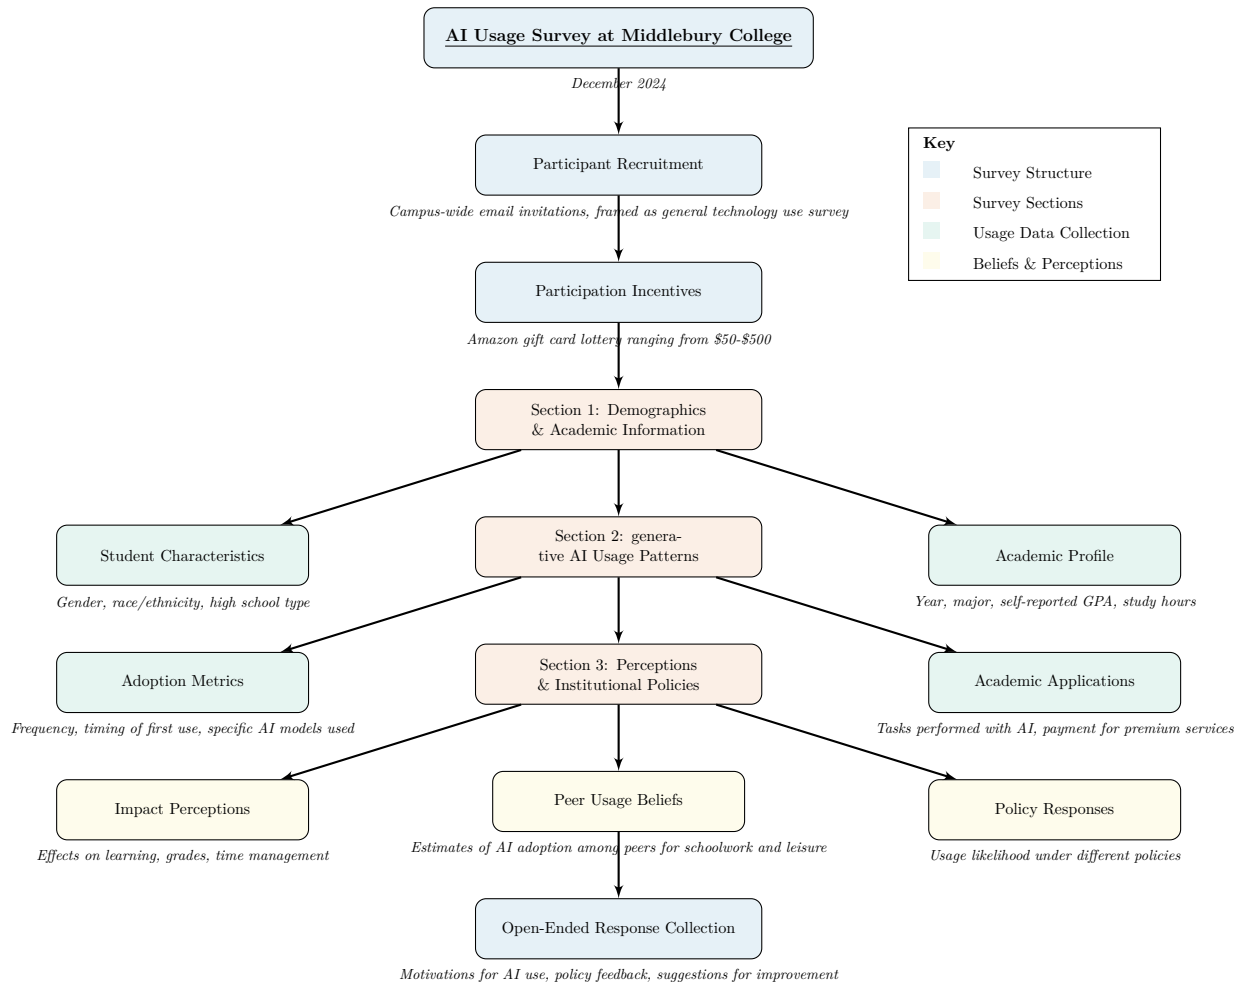 AI Usage Survey at Middlebury College
December 2024
Participant Recruitment
Campus-wide email invitations, framed as general technology use survey
Key
Survey Structure
Survey Sections
Usage Data Collection
Beliefs & Perceptions
Participation Incentives
Amazon gift card lottery ranging from $50-$500
Section 1: Demographics
& Academic Information
Student Characteristics
Gender, race/ethnicity, high school type
Section 2: genera-
tive AI Usage Patterns
Academic Profile
Year, major, self-reported GPA, study hours
Adoption Metrics
Frequency, timing of first use, specific AI models used
Section 3: Perceptions
& Institutional Policies
Academic Applications
Tasks performed with AI, payment for premium services
Impact Perceptions
Effects on learning, grades, time management
Peer Usage Beliefs
Estimates of AI adoption among peers for schoolwork and leisure
Policy Responses
Usage likelihood under different policies
Open-Ended Response Collection
Motivations for AI use, policy feedback, suggestions for improvement